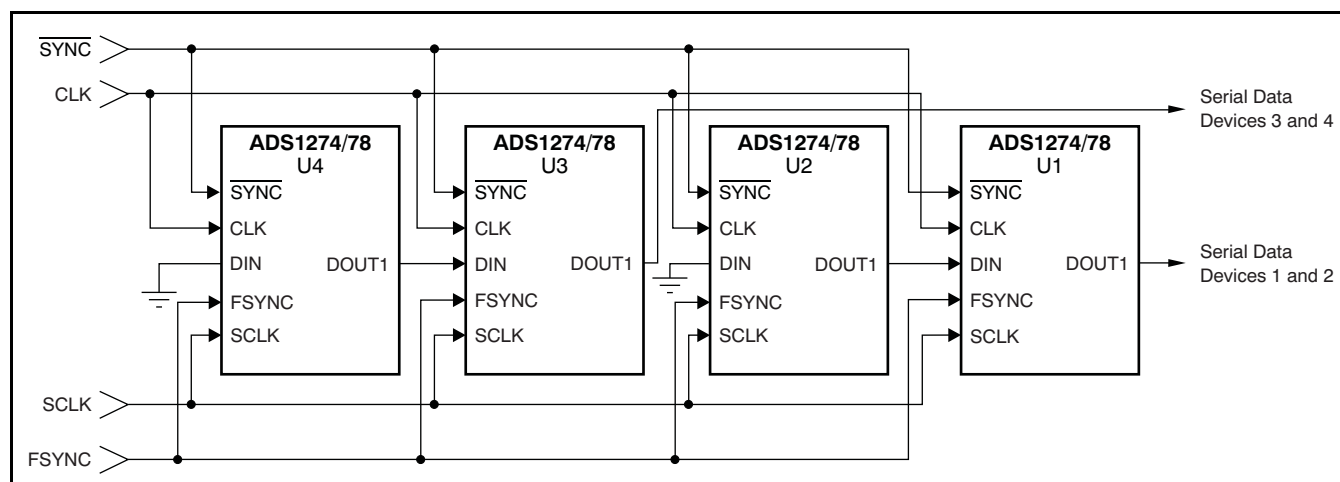 SYNC
CLK
Serial Data
Devices 3 and 4
ADS1274/78
U4
SYNC
CLK
DIN
DOUT1
FSYNC
SCLK
ADS1274/78
U3
SYNC
CLK
DIN
DOUT1
FSYNC
SCLK
ADS1274/78
U2
SYNC
CLK
DIN
DOUT1
FSYNC
SCLK
ADS1274/78
U1
SYNC
CLK
DIN
DOUT1
FSYNC
SCLK
Serial Data
Devices 1 and 2
SCLK
FSYNC